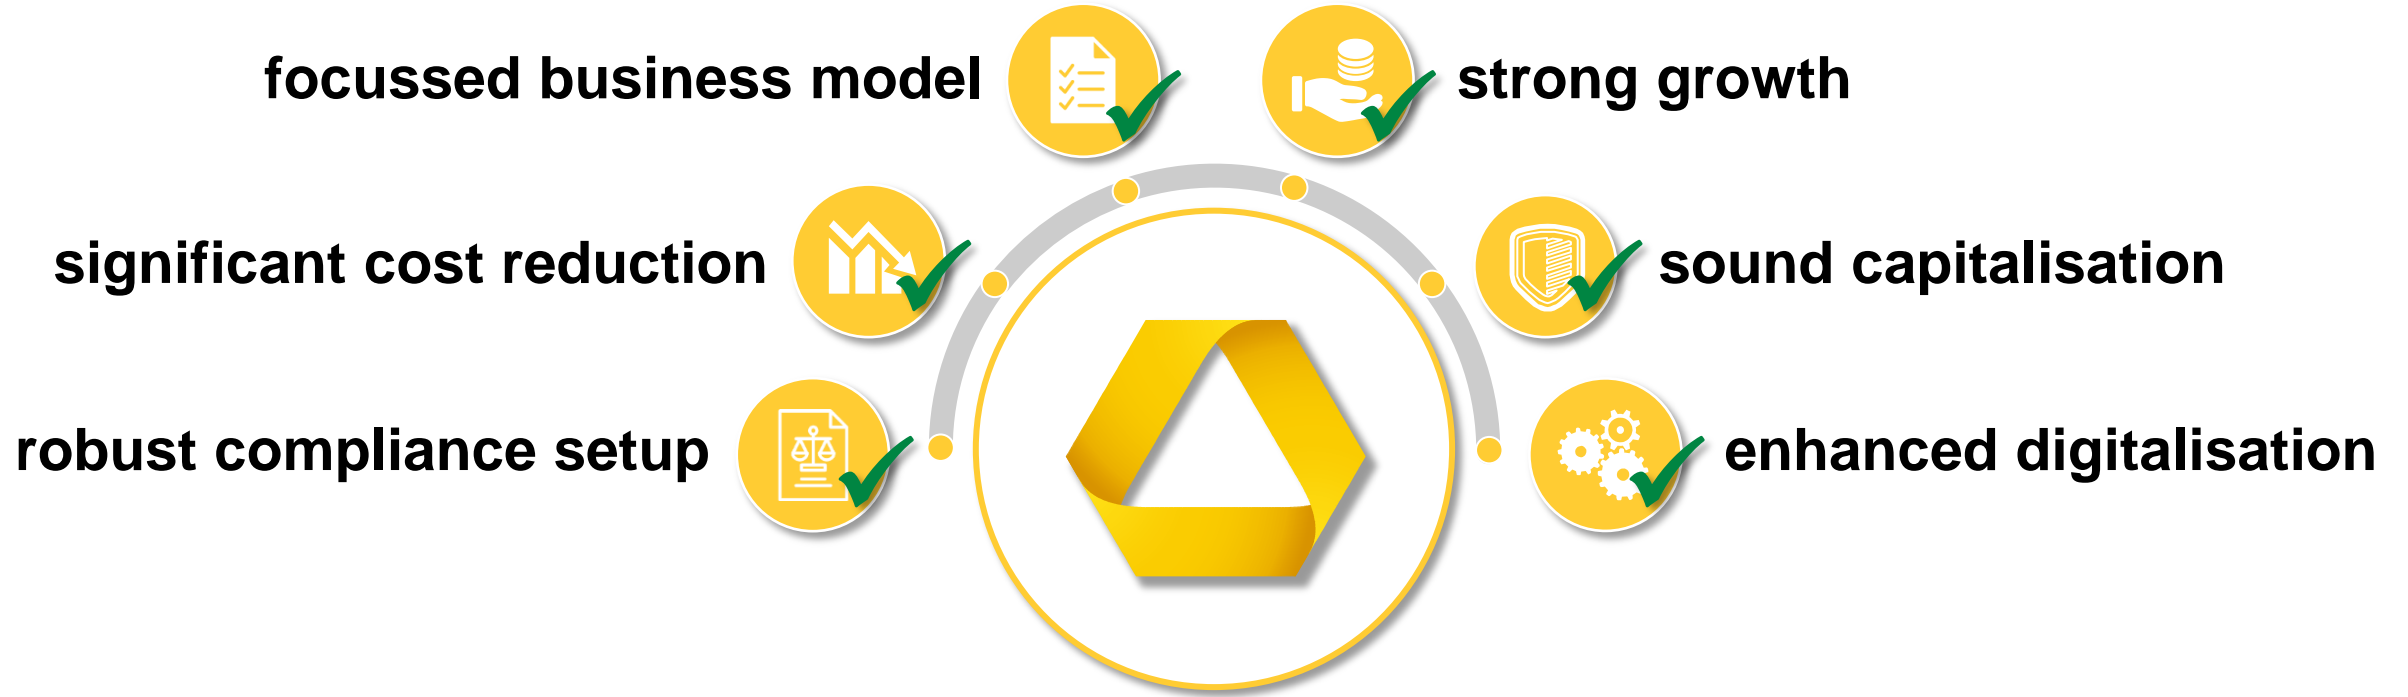 focussed business model
strong growth
significant cost reduction
sound capitalisation
robust compliance setup
enhanced digitalisation